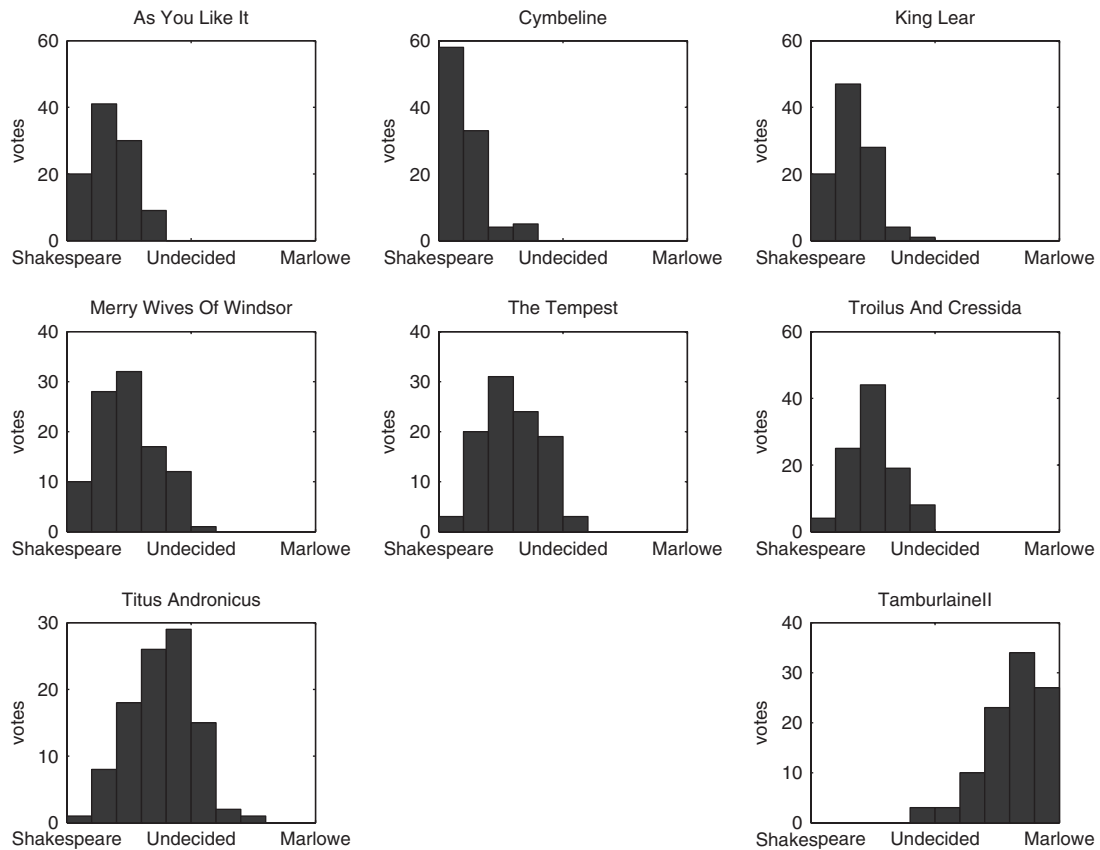 As You Like It
Cymbeline
King Lear
60
40
20
0
votes
Shakespeare Undecided Marlowe
60
40
20
0
votes
Shakespeare Undecided Marlowe
60
40
20
0
votes
Shakespeare Undecided Marlowe
Merry Wives Of Windsor
The Tempest
Troilus And Cressida
40
30
20
10
0
votes
Shakespeare Undecided Marlowe
40
30
20
10
0
votes
Shakespeare Undecided Marlowe
60
40
20
0
votes
Shakespeare Undecided Marlowe
Titus Andronicus
TamburlaineII
30
20
10
0
votes
Shakespeare Undecided Marlowe
40
30
20
10
0
votes
Shakespeare Undecided Marlowe